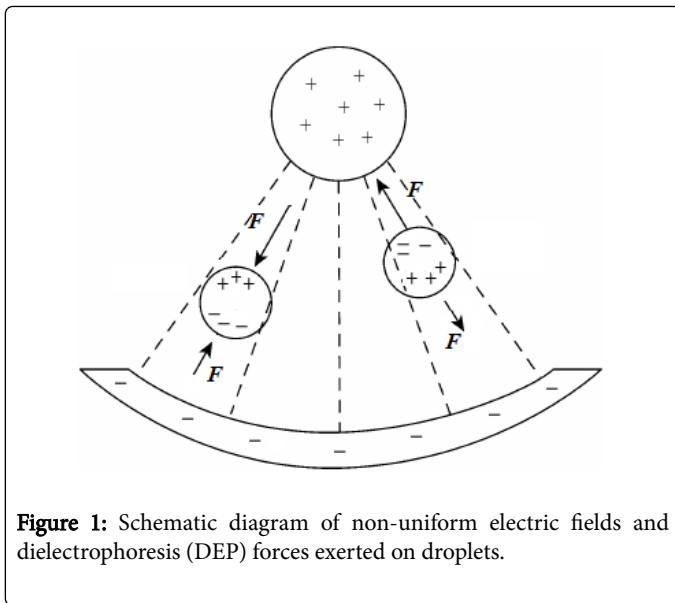 + +
+ + +
+ + +
F F
+ + +
− − −
− − −
+ + +
F F
− −
− −
− −
−
Figure 1: Schematic diagram of non-uniform electric fields and
dielectrophoresis (DEP) forces exerted on droplets.